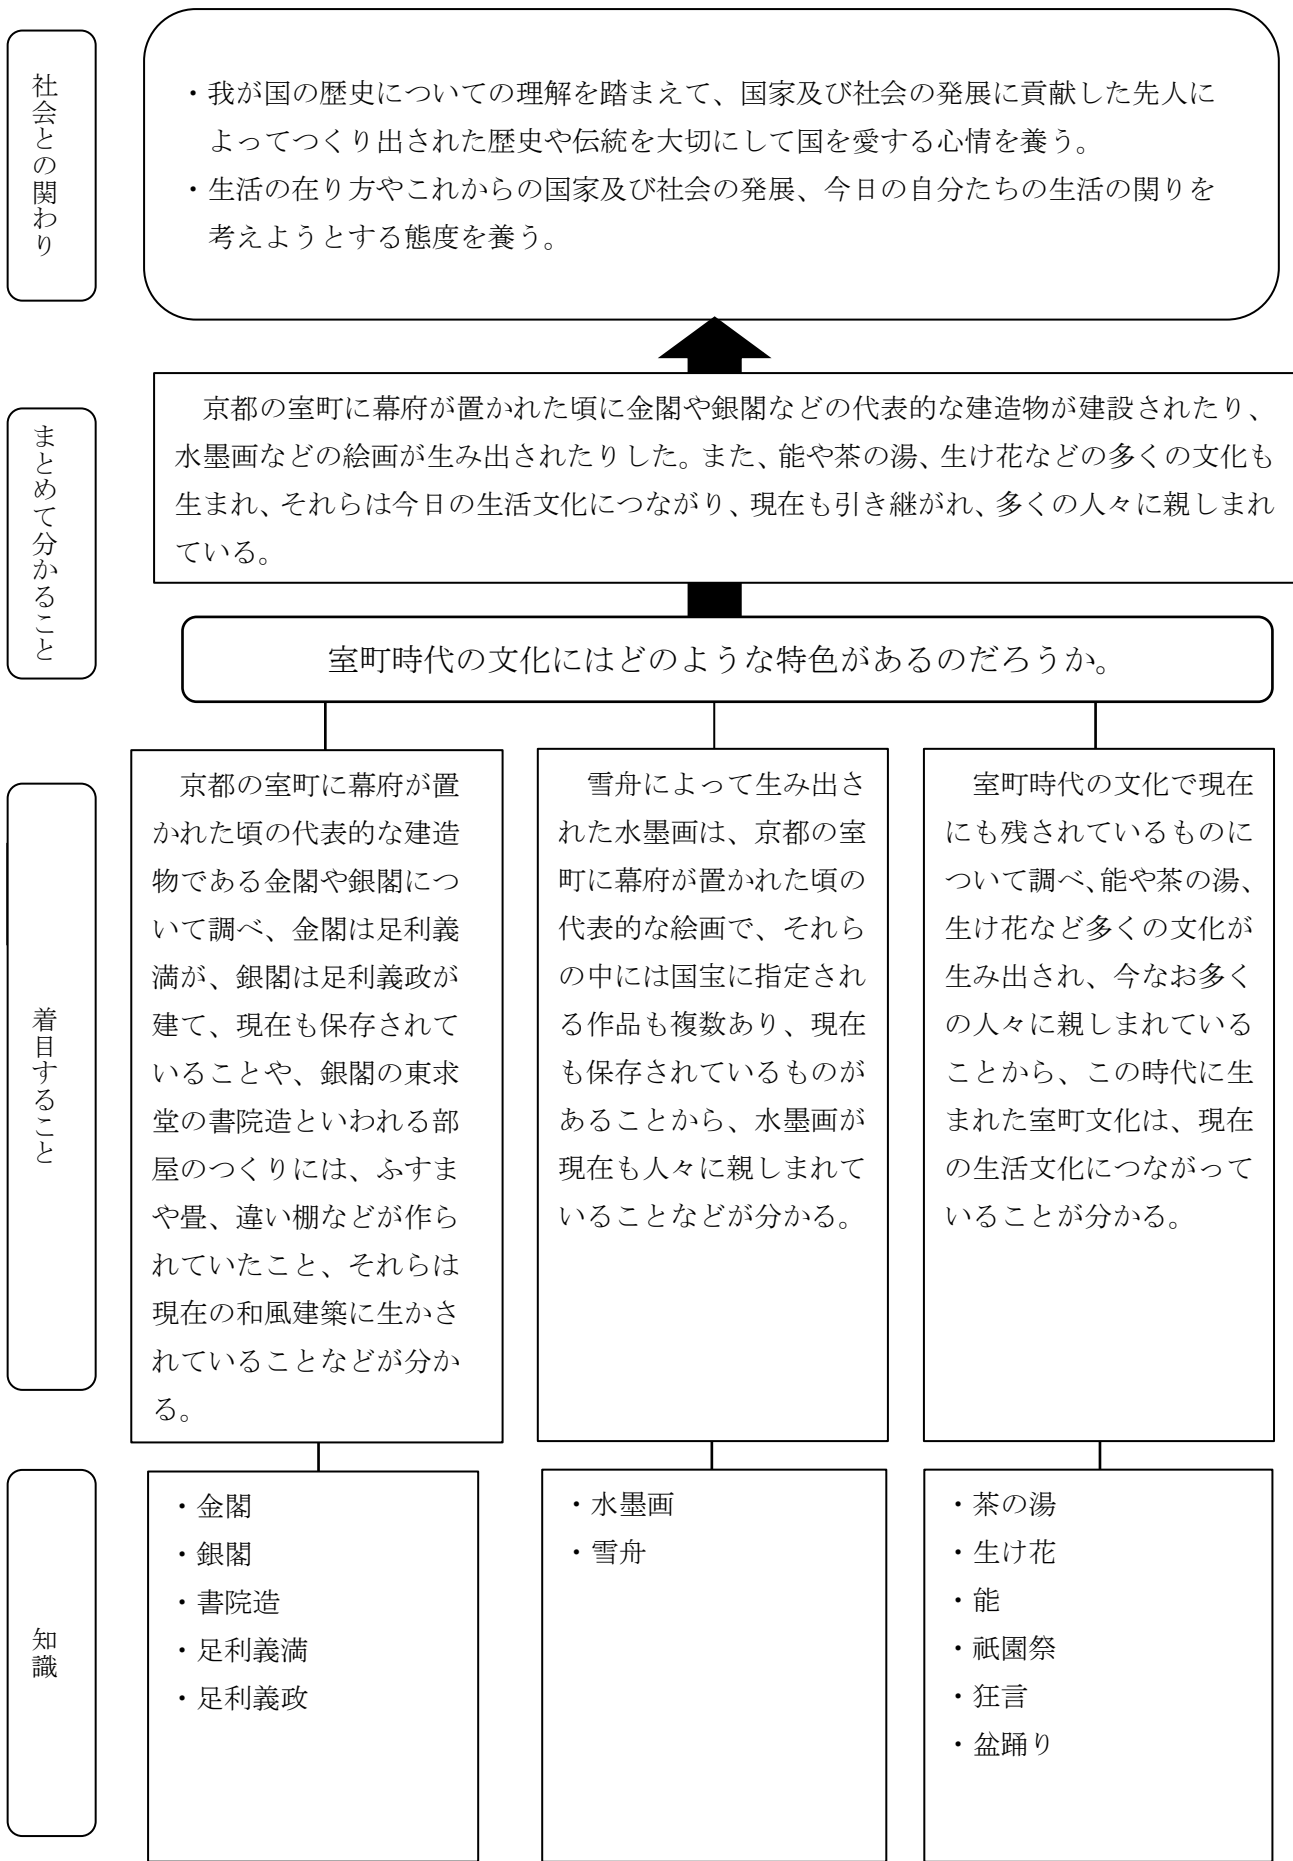 社会との関わり
・我が国の歴史についての理解を踏まえて、国家及び社会の発展に貢献した先人に
よってつくり出された歴史や伝統を大切にして国を愛する心情を養う。
・生活の在り方やこれからの国家及び社会の発展、今日の自分たちの生活の関りを
考えようとする態度を養う。
まとめて分かること
京都の室町に幕府が置かれた頃に金閣や銀閣などの代表的な建造物が建設されたり、
水墨画などの絵画が生み出されたりした。また、能や茶の湯、生け花などの多くの文化も
生まれ、それらは今日の生活文化につながり、現在も引き継がれ、多くの人々に親しまれ
ている。
室町時代の文化にはどのような特色があるのだろうか。
着目すること
京都の室町に幕府が置
かれた頃の代表的な建造
物である金閣や銀閣につ
いて調べ、金閣は足利義
満が、銀閣は足利義政が
建て、現在も保存されて
いることや、銀閣の東求
堂の書院造といわれる部
屋のつくりには、ふすま
や畳、違い棚などが作ら
れていたこと、それらは
現在の和風建築に生かさ
れていることなどが分か
る。
雪舟によって生み出さ
れた水墨画は、京都の室
町に幕府が置かれた頃の
代表的な絵画で、それら
の中には国宝に指定され
る作品も複数あり、現在
も保存されているものが
あることから、水墨画が
現在も人々に親しまれて
いることなどが分かる。
室町時代の文化で現在
にも残されているものに
ついて調べ、能や茶の湯、
生け花など多くの文化が
生み出され、今なお多く
の人々に親しまれている
ことから、この時代に生
まれた室町文化は、現在
の生活文化につながって
いることが分かる。
知識
・金閣
・銀閣
・書院造
・足利義満
・足利義政
・水墨画
・雪舟
・茶の湯
・生け花
・能
・祇園祭
・狂言
・盆踊り